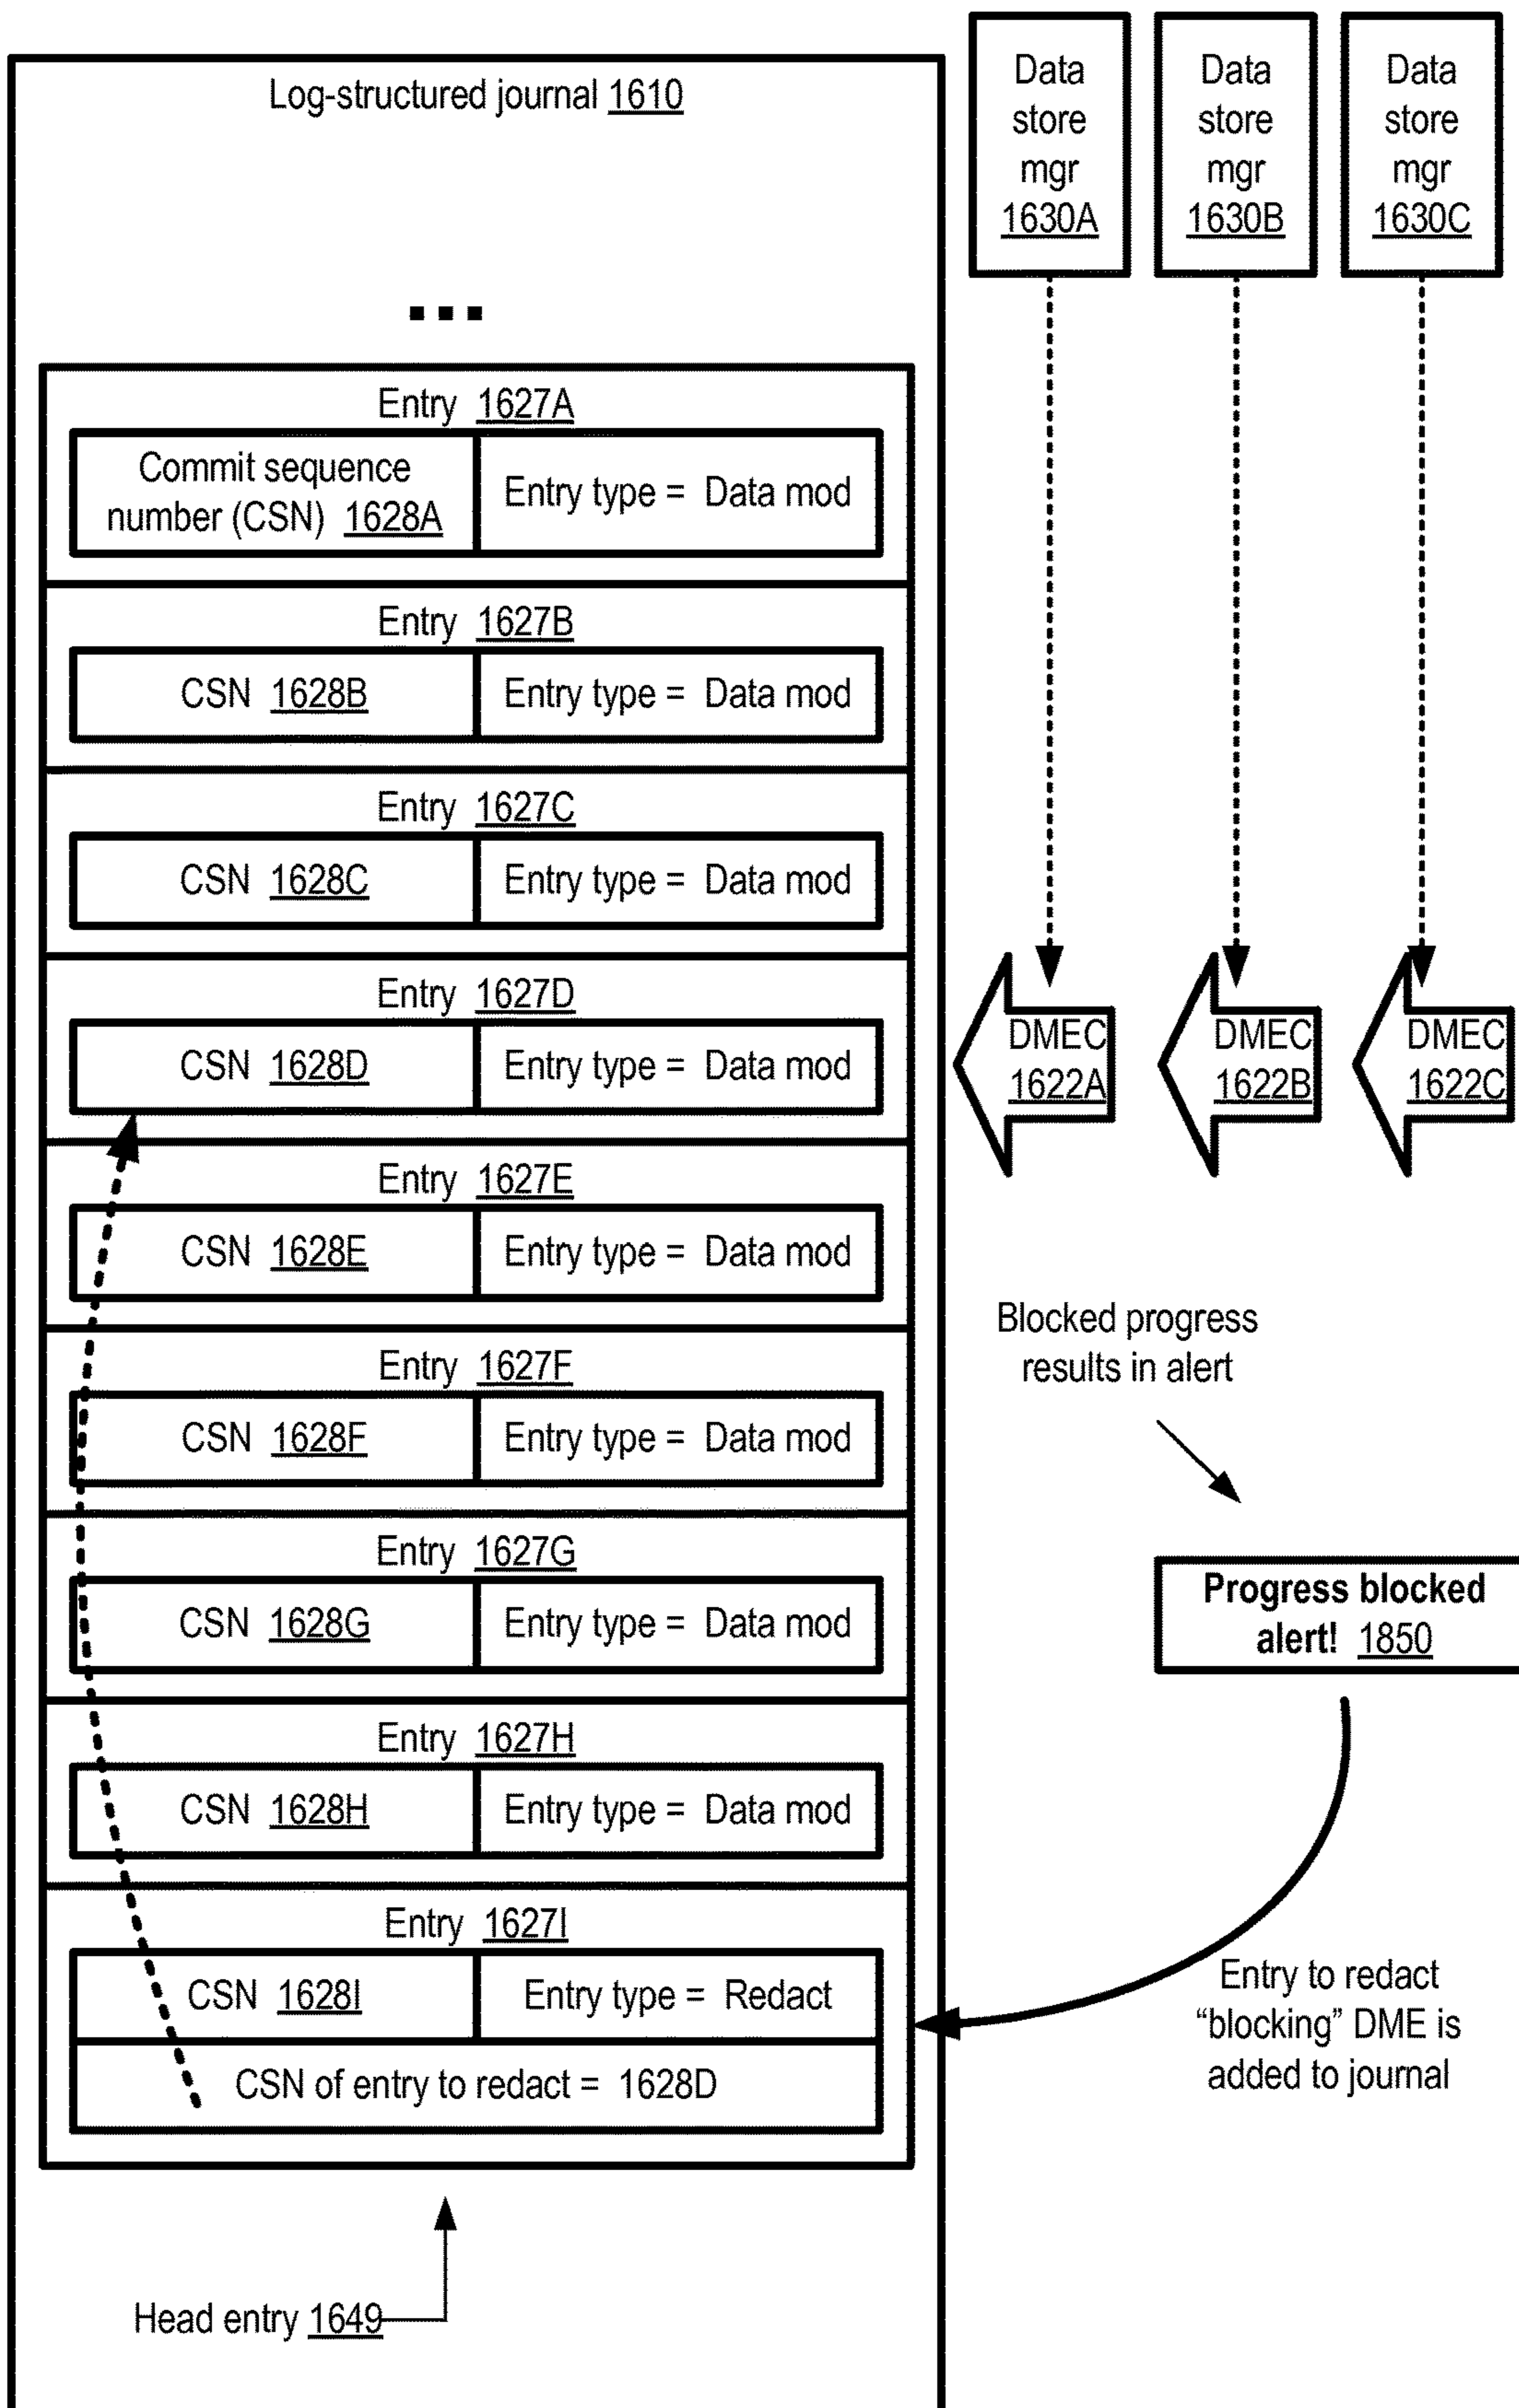 Log-structured journal 1610
Data
store
mgr
1630A
Data
store
mgr
1630B
Data
store
mgr
1630C
...
Entry 1627A
Commit sequence
number (CSN) 1628A
Entry type = Data mod
Entry 1627B
CSN 1628B
Entry type = Data mod
Entry 1627C
CSN 1628C
Entry type = Data mod
Entry 1627D
CSN 1628D
Entry type = Data mod
DMEC
1622A
DMEC
1622B
DMEC
1622C
Entry 1627E
CSN 1628E
Entry type = Data mod
Blocked progress
results in alert
Entry 1627F
CSN 1628F
Entry type = Data mod
Entry 1627G
CSN 1628G
Entry type = Data mod
Progress blocked
alert! 1850
Entry 1627H
CSN 1628H
Entry type = Data mod
Entry 1627I
CSN 1628I
Entry type = Redact
CSN of entry to redact = 1628D
Entry to redact
“blocking” DME is
added to journal
Head entry 1649